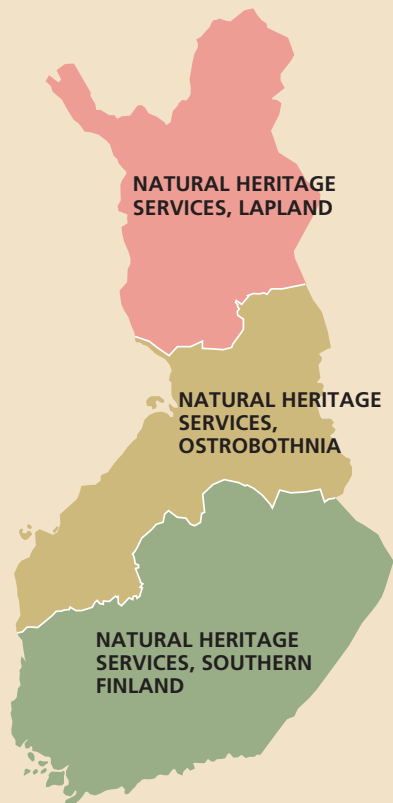 NATURAL HERITAGE
SERVICES, LAPLAND
NATURAL HERITAGE
SERVICES,
OSTROBOTHNIA
NATURAL HERITAGE
SERVICES, SOUTHERN
FINLAND